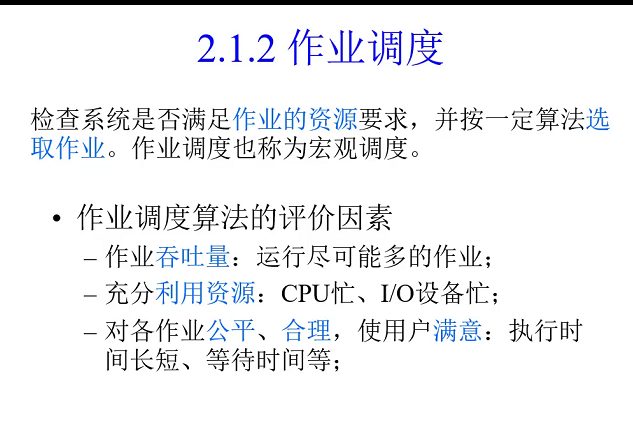 2.1.2 作业调度
检查系统是否满足作业的资源要求，并按一定算法选
取作业。作业调度也称为宏观调度。
• 作业调度算法的评价因素
– 作业吞吐量：运行尽可能多的作业；
– 充分利用资源：CPU忙、I/O设备忙；
– 对各作业公平、合理，使用户满意：执行时
间长短、等待时间等；